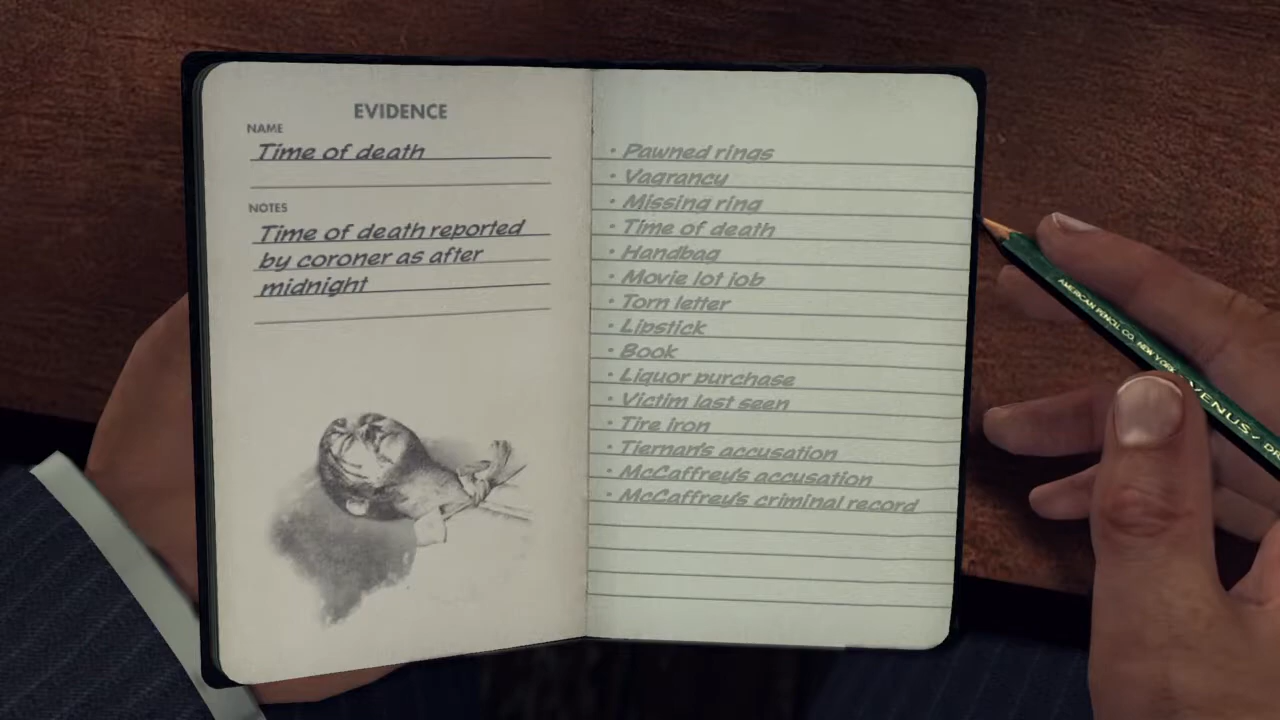 EVIDENCE
NAME
Time of death
NOTES
Time of death reported
by coroner as after
midnight
• Pawned rings
• Vagrancy
• Missing ring
• Time of death
• Handbag
• Movie lot job
• Torn letter
• Lipstick
• Book
• Liquor purchase
• Victim last seen
• Tire iron
• Tiernan's accusation
• McCaffrey's accusation
• McCaffrey's criminal record
AMERICAN PENCIL CO. NEW YORK VENUS